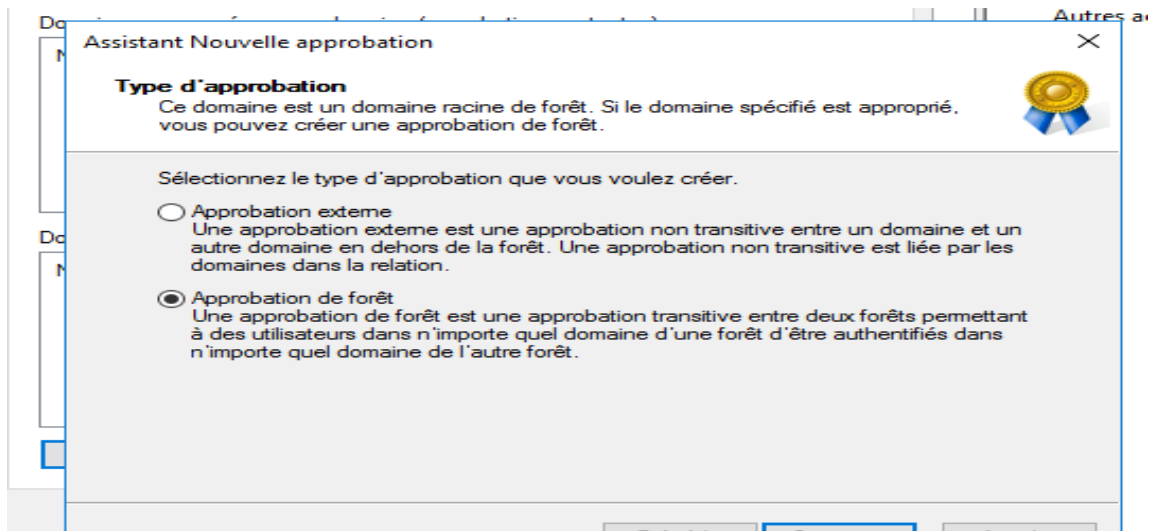 Autres
Assistant Nouvelle approbation
Type d'approbation
Ce domaine est un domaine racine de forêt. Si le domaine spécifié est approprié,
vous pouvez créer une approbation de forêt.
Sélectionnez le type d'approbation que vous voulez créer.
Approbation externe
Une approbation externe est une approbation non transitive entre un domaine et un
autre domaine en dehors de la forêt. Une approbation non transitive est liée par les
domaines dans la relation.
Approbation de forêt
Une approbation de forêt est une approbation transitive entre deux forêts permettant
à des utilisateurs dans n'importe quel domaine d'une forêt d'être authentifiés dans
n'importe quel domaine de l'autre forêt.